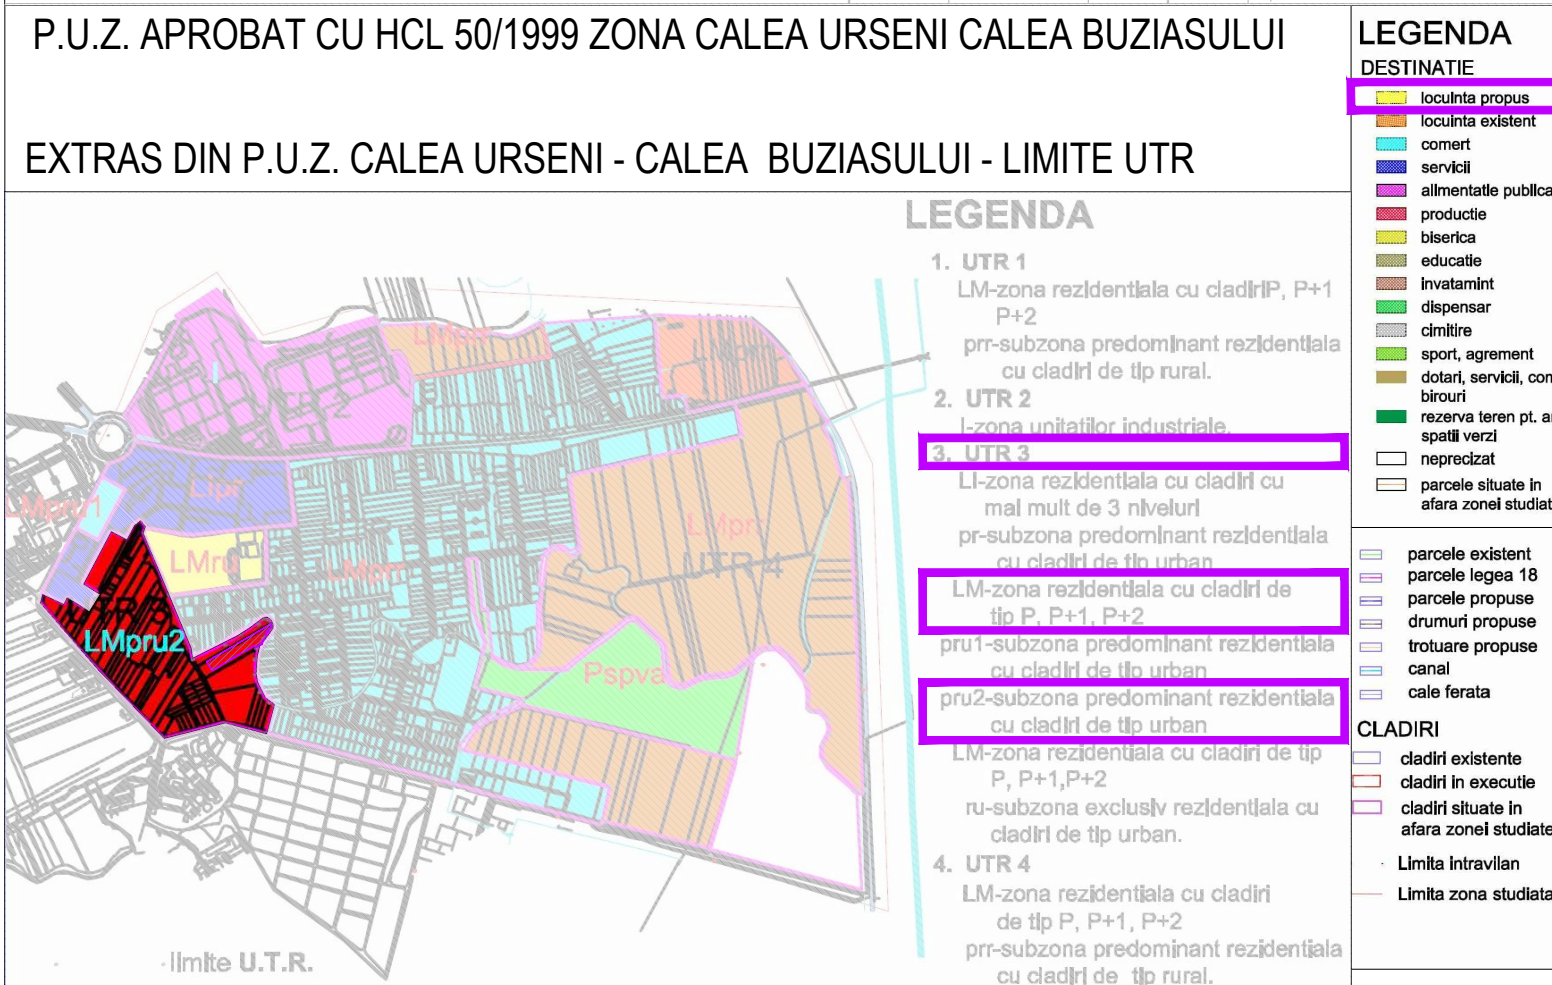 P.U.Z. APROBAT CU HCL 50/1999 ZONA CALEA URSENI CALEA BUZIASULUI
EXTRAS DIN P.U.Z. CALEA URSENI - CALEA BUZIASULUI - LIMITE UTR
LEGENDA
1. UTR 1
LM-zona rezidentiala cu cladiriP, P+1
P+2
prr-subzona predominant rezidentiala
cu cladiri de tip rural.
2. UTR 2
I-zona unitatilor industriale.
3. UTR 3
LI-zona rezidentiala cu cladiri cu
mai mult de 3 niveluri
pr-subzona predominant rezidentiala
cu cladiri de tip urban
LM-zona rezidentiala cu cladiri de
tip P, P+1, P+2
pru1-subzona predominant rezidentiala
cu cladiri de tip urban
pru2-subzona predominant rezidentiala
cu cladiri de tip urban
LM-zona rezidentiala cu cladiri de tip
P, P+1,P+2
ru-subzona exclusiv rezidentiala cu
cladiri de tip urban.
4. UTR 4
LM-zona rezidentiala cu cladiri
de tip P, P+1, P+2
prr-subzona predominant rezidentiala
cu cladiri de tip rural.
LMprr
I
LMpru1
LIpr
LMru
LMprr
LMprr
UTR 4
LMpru2
Pspva
limite U.T.R.
LEGENDA
DESTINATIE
locuinta propus
locuinta existent
comert
servicii
alimentatie publica
productie
biserica
educatie
invatamint
dispensar
cimitire
sport, agrement
dotari, servicii, com
birouri
rezerva teren pt.
spatii verzi
neprecizat
parcele situate in
afara zonei studiat
parcele existent
parcele legea 18
parcele propuse
drumuri propuse
trotuare propuse
canal
cale ferata
CLADIRI
cladiri existente
cladiri in executie
cladiri situate in
afara zonei studiate
Limita intravilan
Limita zona studiata